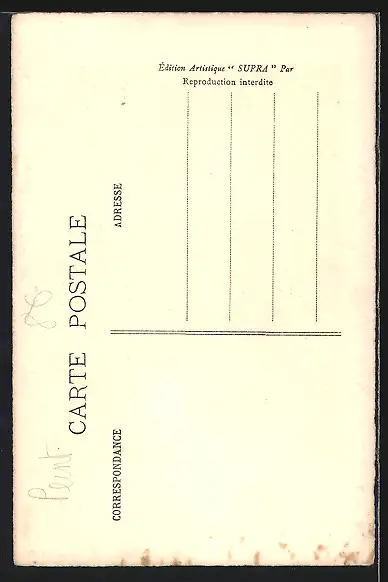 Édition Artistique “ SUPRA ” Par
Reproduction interdite
CARTE POSTALE
CORRESPONDANCE
ADRESSE